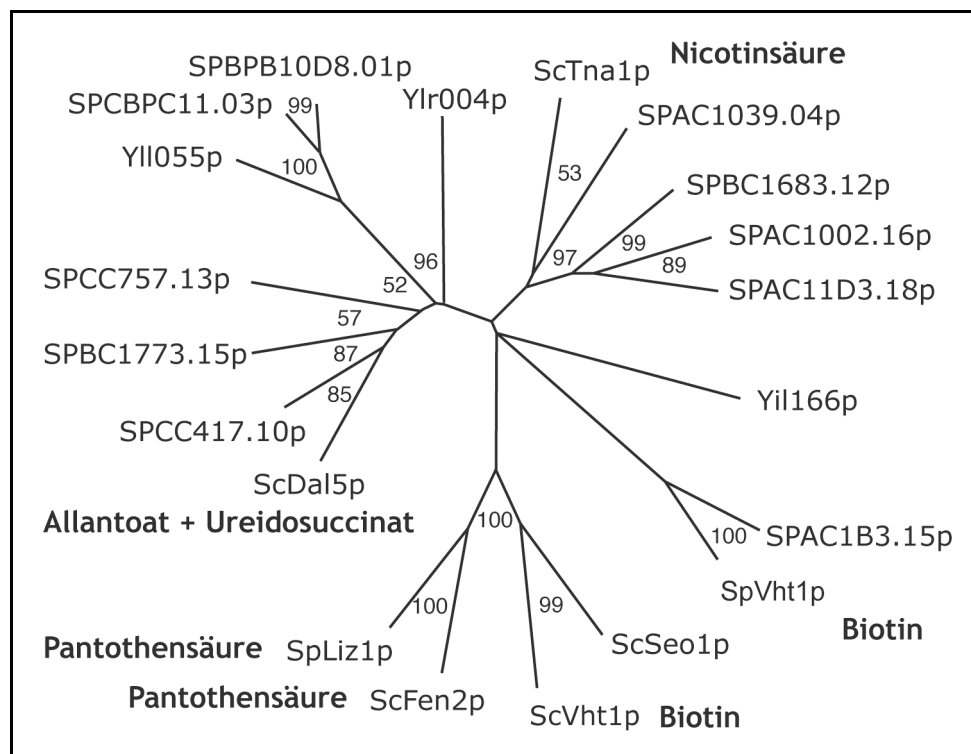 Nicotinsäure
SPBPB10D8.01p
ScTna1p
SPCBPC11.03p
99
Ylr004p
SPAC1039.04p
Yll055p
100
53
SPBC1683.12p
99
SPAC1002.16p
96
97
89
SPCC757.13p
52
SPAC11D3.18p
57
SPBC1773.15p
87
85
Yil166p
SPCC417.10p
ScDal5p
Allantoat + Ureidosuccinat
100
100
SPAC1B3.15p
SpVht1p
100
99
Biotin
Pantothensäure
SpLiz1p
ScSeo1p
Pantothensäure
ScFen2p
ScVht1p
Biotin